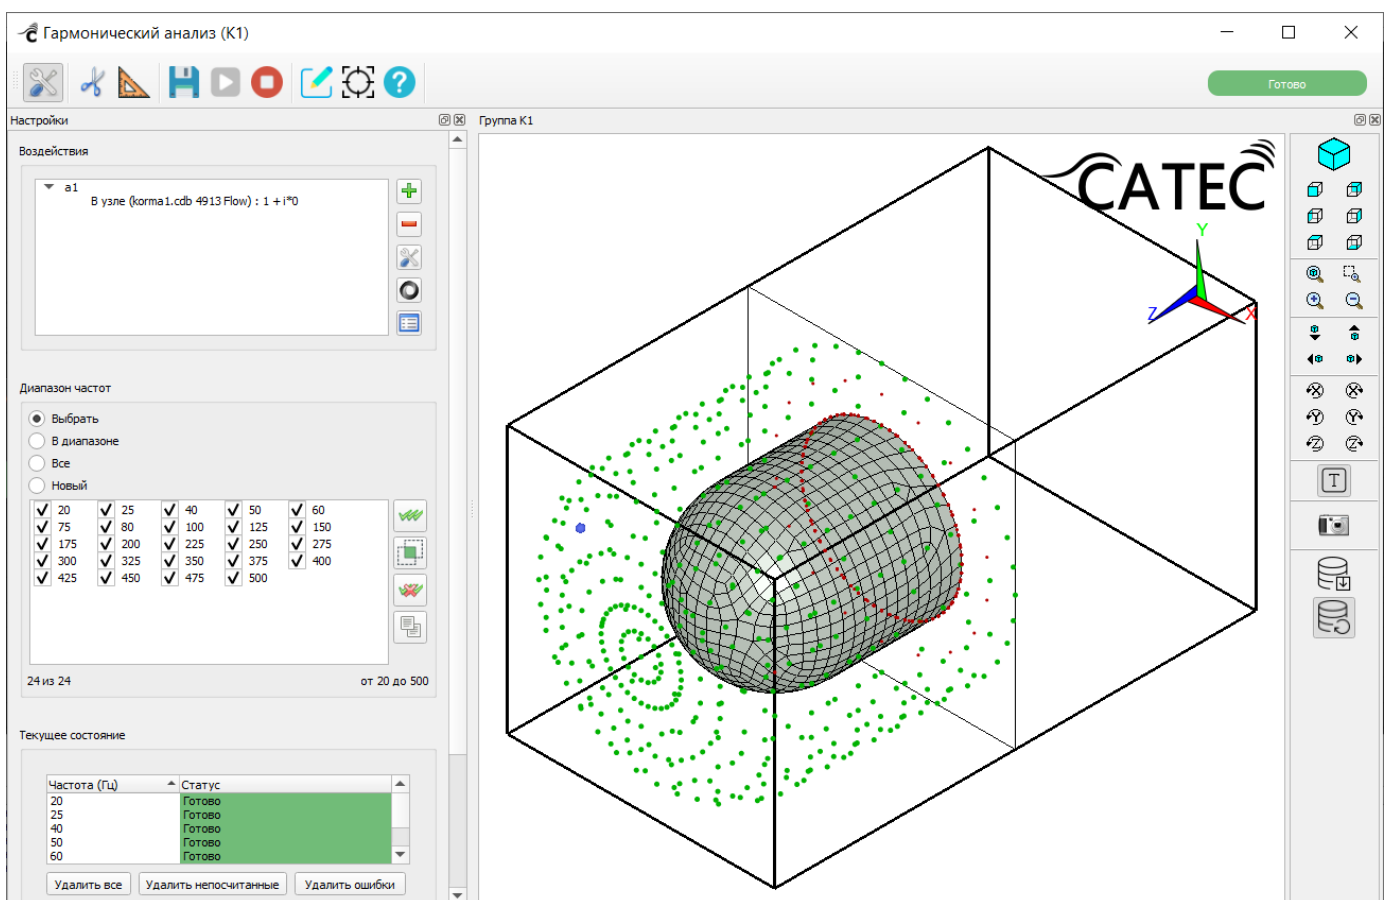 Гармонический анализ (К1)
Готово
Настройки
Группа К1
Воздействия
a1
В узле (korma1.cdb 4913 Flow) : 1 + i*0
CATEC
Y
Z
X
Диапазон частот
Выбрать
В диапазоне
Все
Новый
20 25 40 50 60
75 80 100 125 150
175 200 225 250 275
300 325 350 375 400
425 450 475 500
24 из 24
от 20 до 500
Текущее состояние
Частота (Гц) Статус
20 Готово
25 Готово
40 Готово
50 Готово
60 Готово
Удалить все Удалить непосчитанные Удалить ошибки
X X
Y Y
Z Z
T